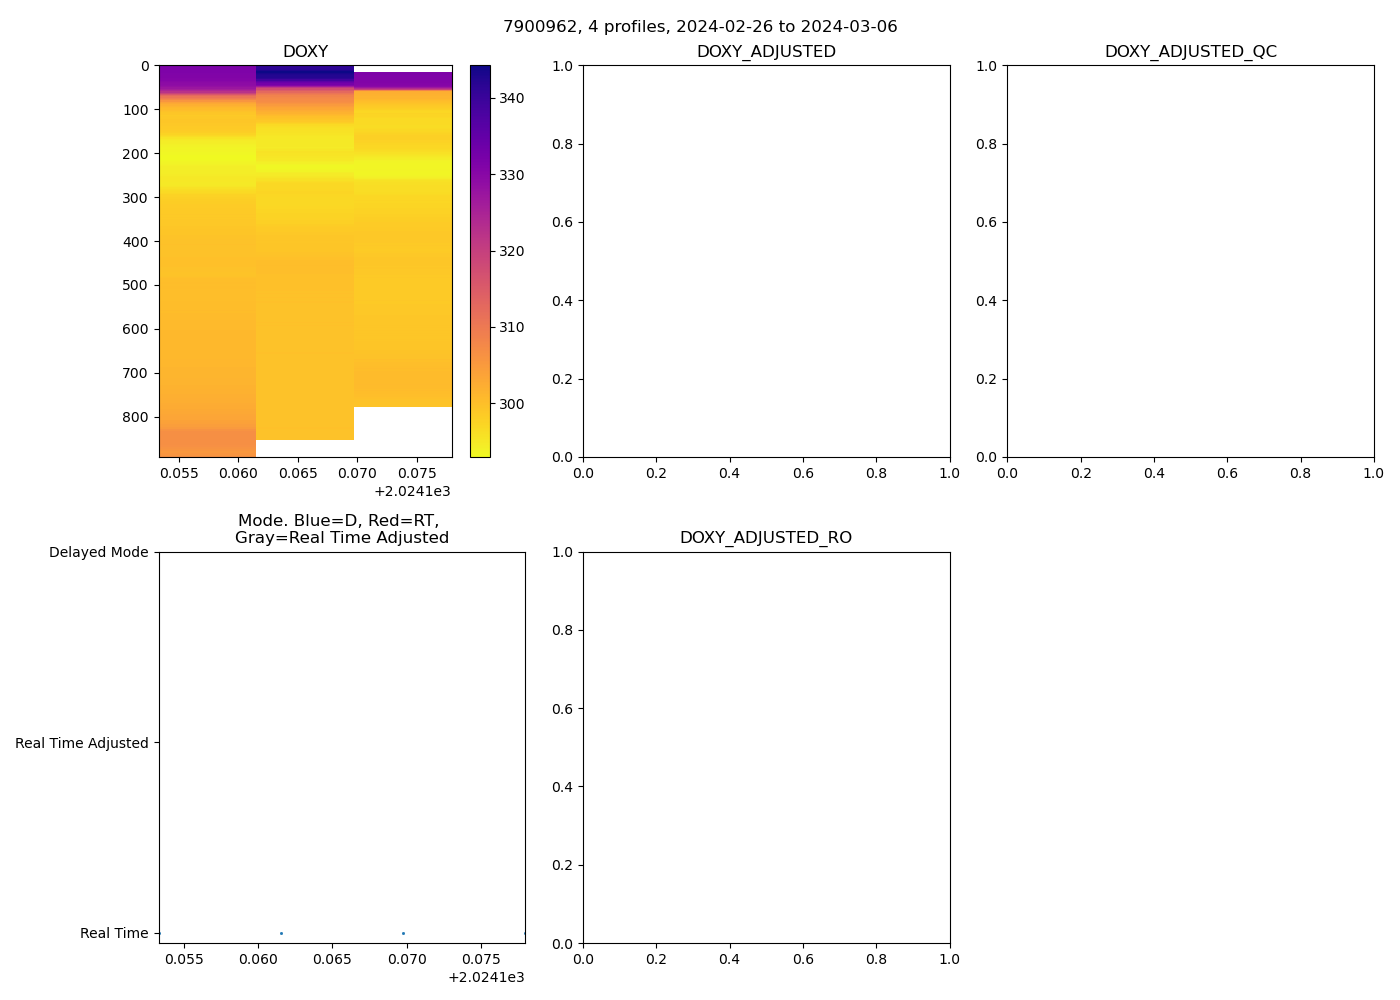 7900962, 4 profiles, 2024-02-26 to 2024-03-06
DOXY
0
100
200
300
400
500
600
700
800
0.055 0.060 0.065 0.070 0.075
+2.0241e3
340
330
320
310
300
DOXY_ADJUSTED
1.0
0.8
0.6
0.4
0.2
0.0
0.0 0.2 0.4 0.6 0.8 1.0
DOXY_ADJUSTED_QC
1.0
0.8
0.6
0.4
0.2
0.0
0.0 0.2 0.4 0.6 0.8 1.0
Mode. Blue=D, Red=RT,
Gray=Real Time Adjusted
Delayed Mode
Real Time Adjusted
Real Time
0.055 0.060 0.065 0.070 0.075
+2.0241e3
DOXY_ADJUSTED_RO
1.0
0.8
0.6
0.4
0.2
0.0
0.0 0.2 0.4 0.6 0.8 1.0